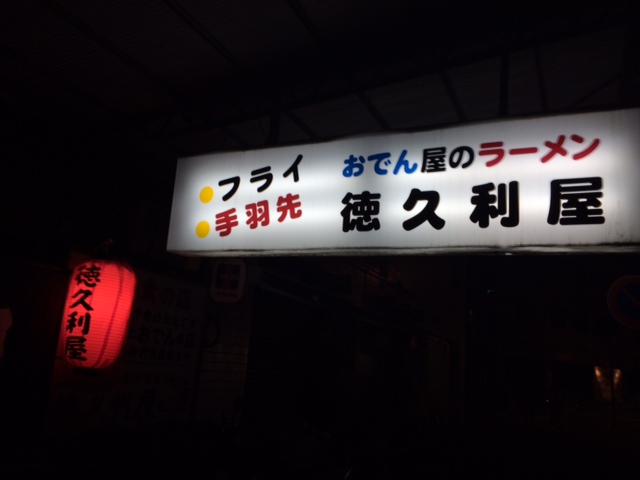 フライ
手羽先
おでん屋のラーメン
徳久利屋
徳久利屋